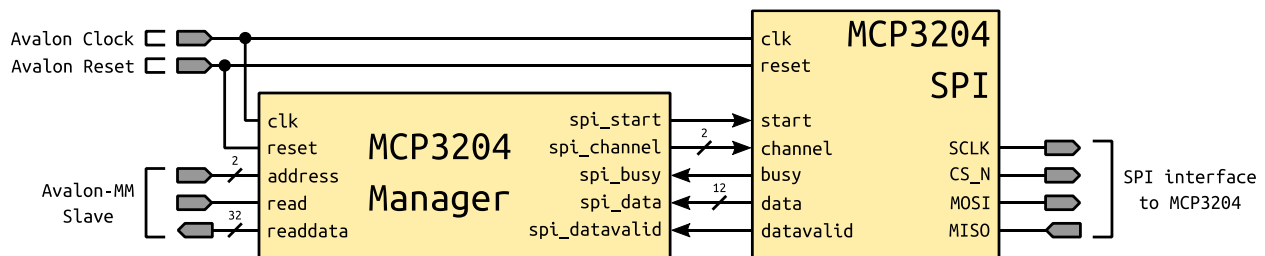 Avalon Clock
Avalon Reset
clk
reset
MCP3204
SPI
clk
reset
MCP3204
Manager
spi_start
start
spi_channel
2
channel
SCLK
Avalon-MM
Slave
2
address
spi_busy
busy
CS_N
read
spi_data
12
data
MOSI
32
readdata
spi_datavalid
datavalid
MISO
SPI interface
to MCP3204